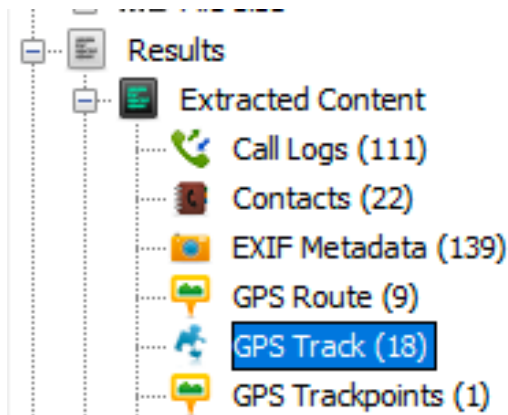 Results
Extracted Content
Call Logs (111)
Contacts (22)
EXIF Metadata (139)
GPS Route (9)
GPS Track (18)
GPS Trackpoints (1)